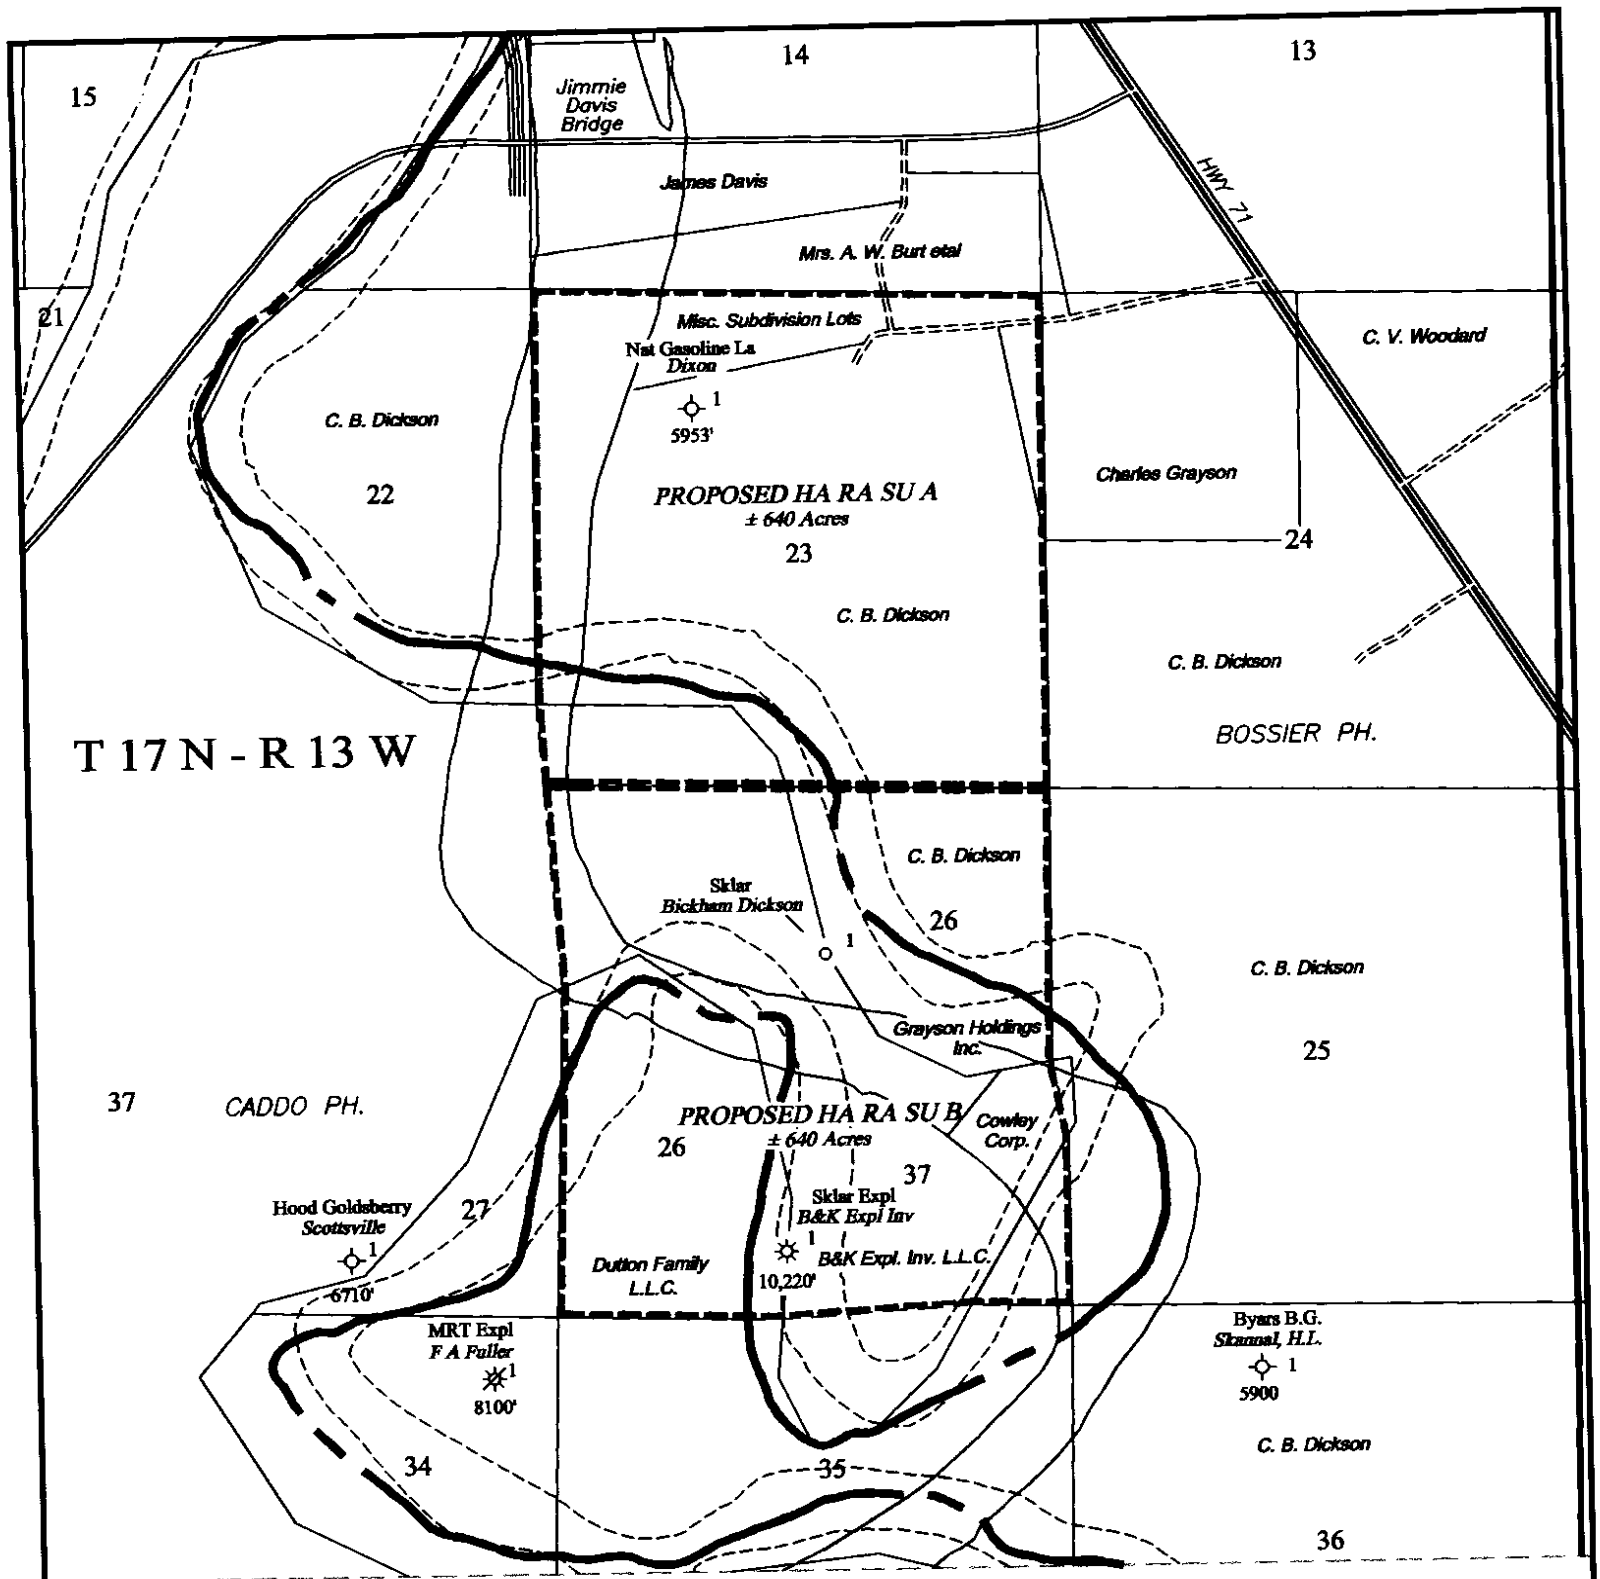 14
13
15
Jimmie
Davis
Bridge
HWY 71
James Davis
Mrs. A. W. Burt etal
21
Misc. Subdivision Lots
C. V. Woodard
Nat Gasoline La
Dixon
1
5953'
C. B. Dickson
22
PROPOSED HA RA SU A
± 640 Acres
23
Charles Grayson
24
C. B. Dickson
C. B. Dickson
BOSSIER PH.
T 17 N - R 13 W
C. B. Dickson
Sklar
Bickham Dickson
1
26
C. B. Dickson
Grayson Holdings
Inc.
25
37
CADDO PH.
PROPOSED HA RA SU B
± 640 Acres
26
Cowley
Corp.
37
Hood Goldsberry
Scottsville
1
6710'
27
Sklar Expl
B&K Expl Inv
1
10,220'
B&K Expl. Inv. L.L.C.
Dutton Family
L.L.C.
MRT Expl
F A Fuller
1
8100'
Byars B.G.
Skannal, H.L.
1
5900
C. B. Dickson
34
35
36